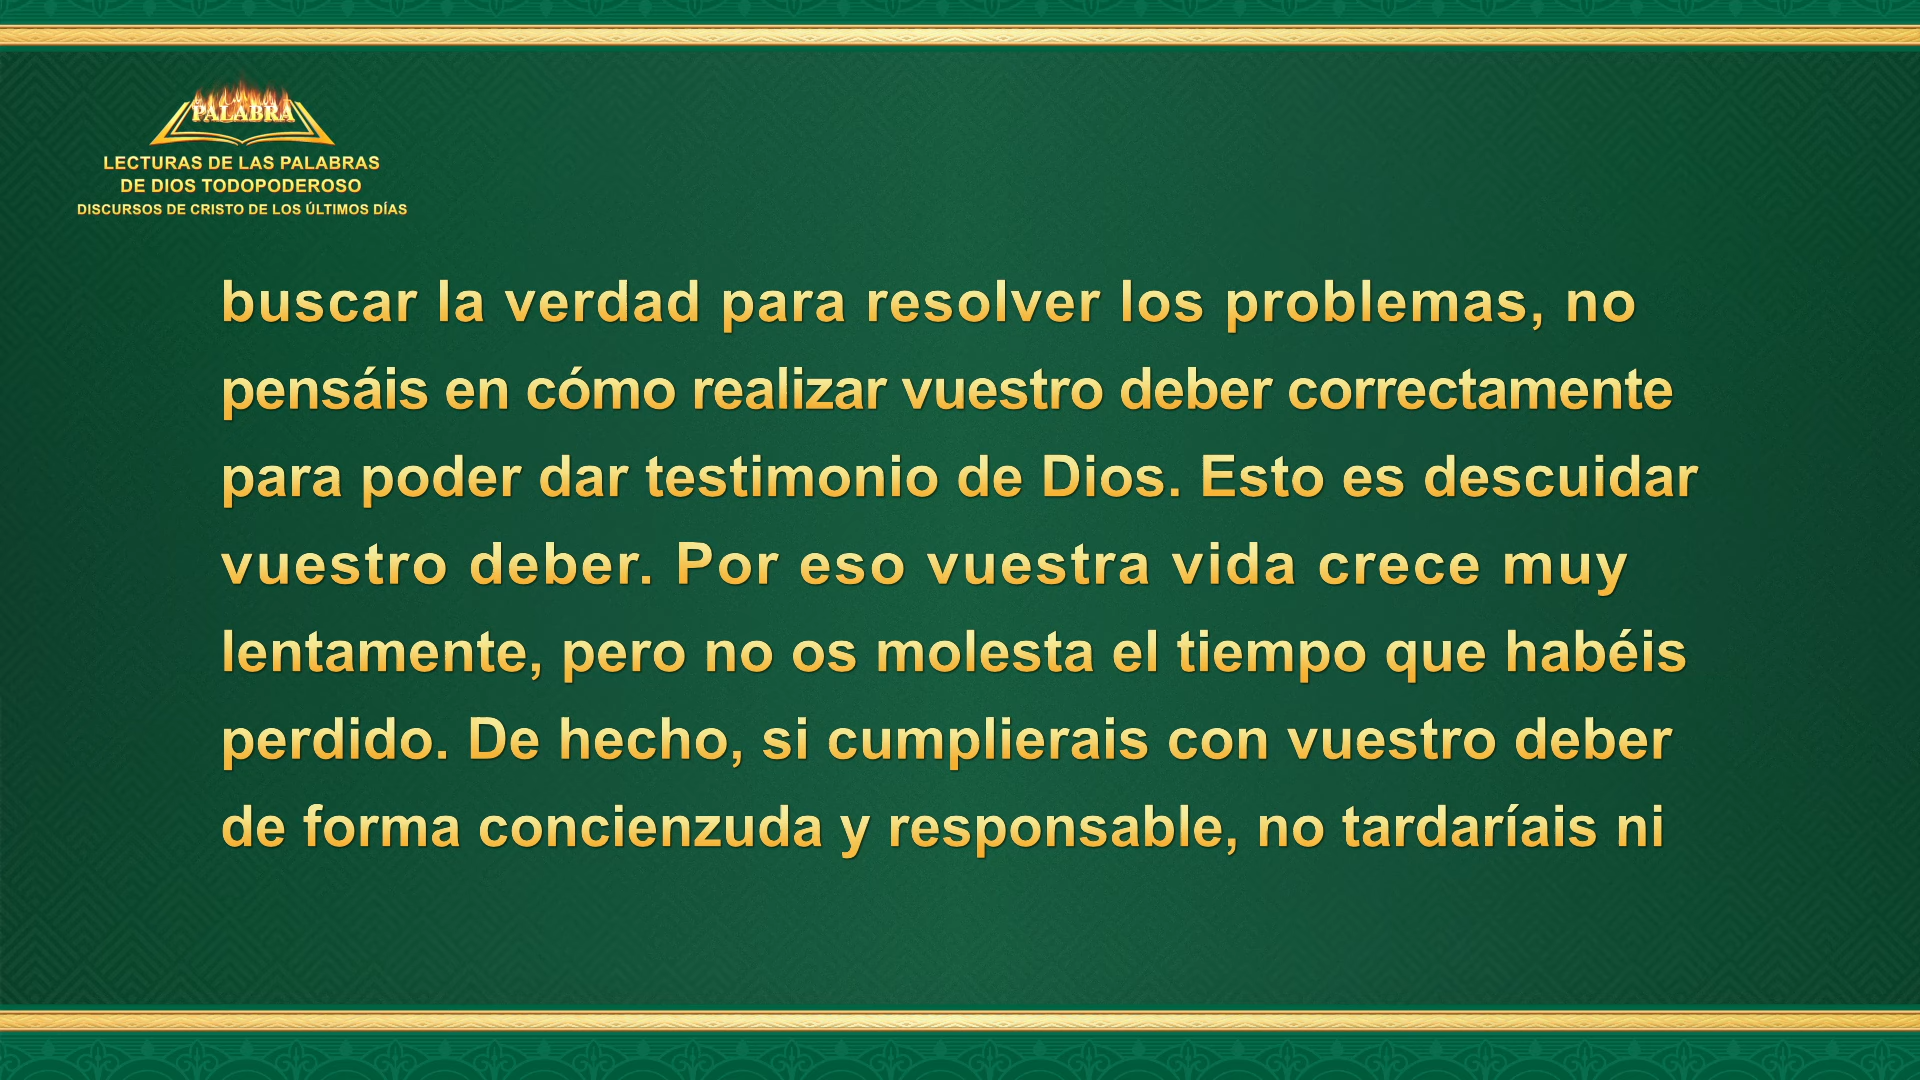 PALABRA
LECTURAS DE LAS PALABRAS
DE DIOS TODOPODEROSO
DISCURSOS DE CRISTO DE LOS ÚLTIMOS DÍAS
buscar la verdad para resolver los problemas, no
pensáis en cómo realizar vuestro deber correctamente
para poder dar testimonio de Dios. Esto es descuidar
vuestro deber. Por eso vuestra vida crece muy
lentamente, pero no os molesta el tiempo que habéis
perdido. De hecho, si cumplierais con vuestro deber
de forma concienzuda y responsable, no tardaríais ni